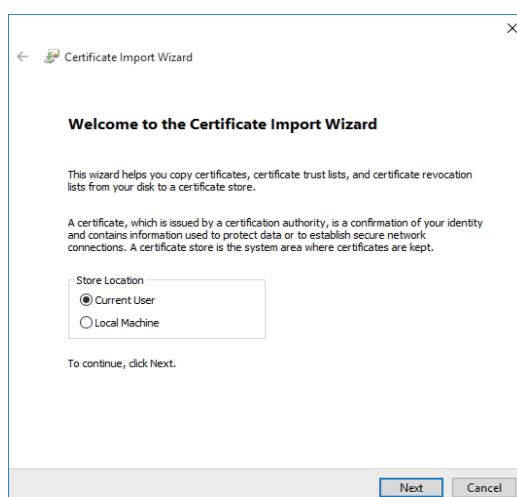 Certificate Import Wizard
Welcome to the Certificate Import Wizard
This wizard helps you copy certificates, certificate trust lists, and certificate revocation
lists from your disk to a certificate store.
A certificate, which is issued by a certification authority, is a confirmation of your identity
and contains information used to protect data or to establish secure network
connections. A certificate store is the system area where certificates are kept.
Store Location
Current User
Local Machine
To continue, click Next.
Next
Cancel